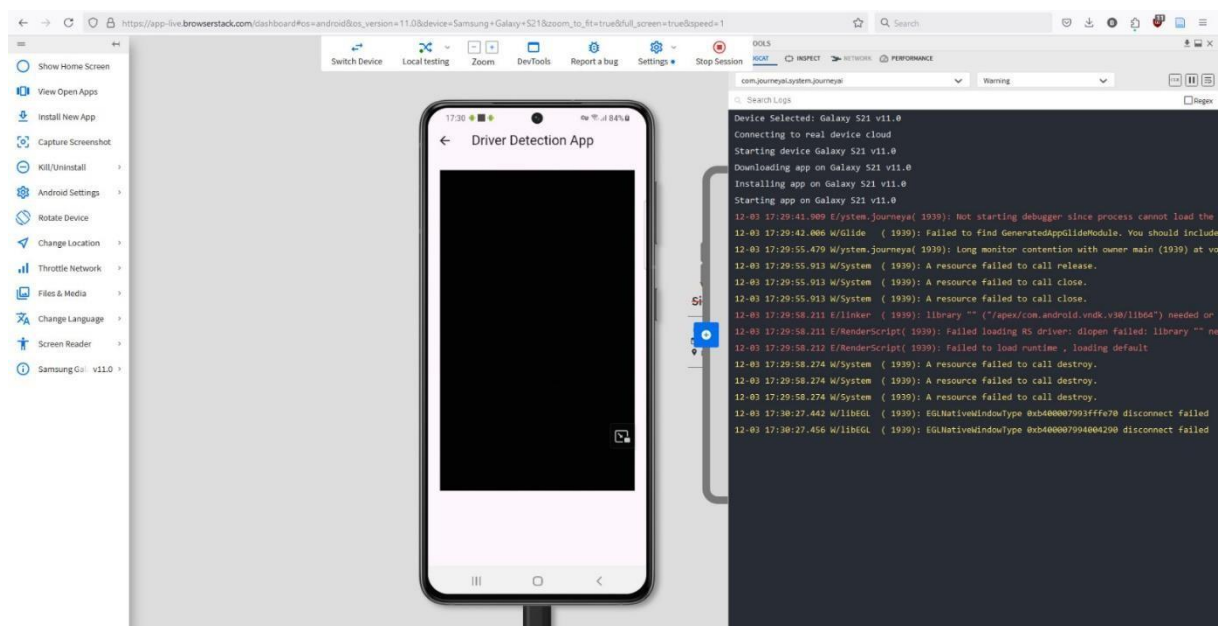 https://app-live.browserstack.com/dashboard#os=android&os_version=11.0&device=Samsung+Galaxy+S21&zoom_to_fit=true&full_screen=true&speed=1
Search
Show Home Screen
View Open Apps
Install New App
Capture Screenshot
Kill/Uninstall
Android Settings
Rotate Device
Change Location
Throttle Network
Files & Media
Change Language
Screen Reader
Samsung Gal v11.0
Switch Device
Local testing
Zoom
DevTools
Report a bug
Settings
Stop Session
17:30
84%
Driver Detection App
Si
OOLS
INSPECT
NETWORK
PERFORMANCE
com.journeyai.system.journeyai
Warning
Search Logs
Regex
Device Selected: Galaxy S21 v11.0
Connecting to real device cloud
Starting device Galaxy S21 v11.0
Downloading app on Galaxy S21 v11.0
Installing app on Galaxy S21 v11.0
Starting app on Galaxy S21 v11.0
12-03 17:29:41.909 E/ystem.journeya( 1939): Not starting debugger since process cannot load the
12-03 17:29:42.006 W/Glide ( 1939): Failed to find GeneratedAppGlideModule. You should include
12-03 17:29:55.479 W/ystem.journeya( 1939): Long monitor contention with owner main (1939) at vo
12-03 17:29:55.913 W/System ( 1939): A resource failed to call release.
12-03 17:29:55.913 W/System ( 1939): A resource failed to call close.
12-03 17:29:55.913 W/System ( 1939): A resource failed to call close.
12-03 17:29:58.211 E/linker ( 1939): library "" ("/apex/com.android.vndk.v30/lib64") needed or
12-03 17:29:58.211 E/RenderScript( 1939): Failed loading RS driver: dlopen failed: library "" ne
12-03 17:29:58.212 E/RenderScript( 1939): Failed to load runtime , loading default
12-03 17:29:58.274 W/System ( 1939): A resource failed to call destroy.
12-03 17:29:58.274 W/System ( 1939): A resource failed to call destroy.
12-03 17:29:58.274 W/System ( 1939): A resource failed to call destroy.
12-03 17:30:27.442 W/libEGL ( 1939): EGLNativeWindowType 0xb400007993fffe70 disconnect failed
12-03 17:30:27.456 W/libEGL ( 1939): EGLNativeWindowType 0xb400007994004290 disconnect failed